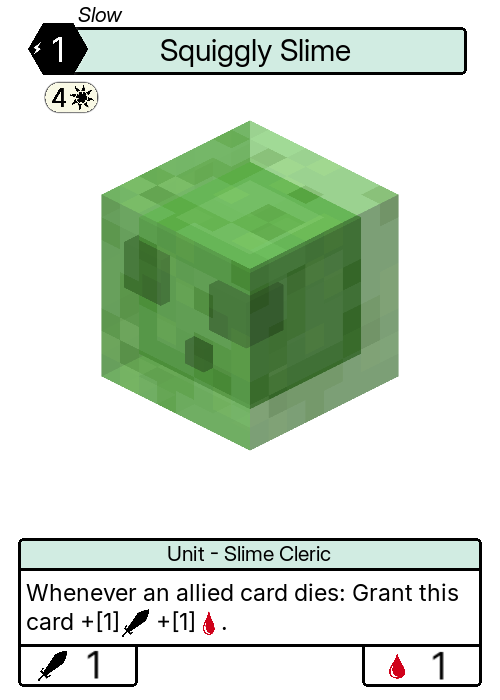 Slow
1
Squiggly Slime
4
Unit - Slime Cleric
Whenever an allied card dies: Grant this
card +[1] +[1] .
1
1